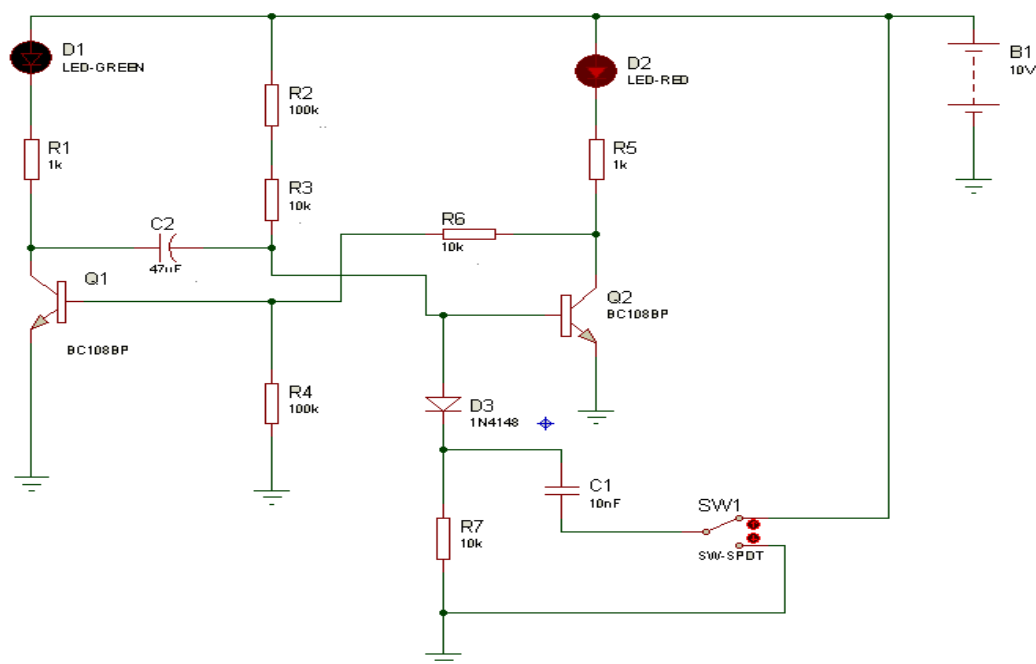 D1
LED-GREEN
R1
1k
C2
47uF
Q1
BC108BP
R2
100k
R3
10k
R4
100k
R6
10k
D2
LED-RED
R5
1k
Q2
BC108BP
D3
1N4148
C1
10nF
R7
10k
SW1
SW-SPDT
B1
10V